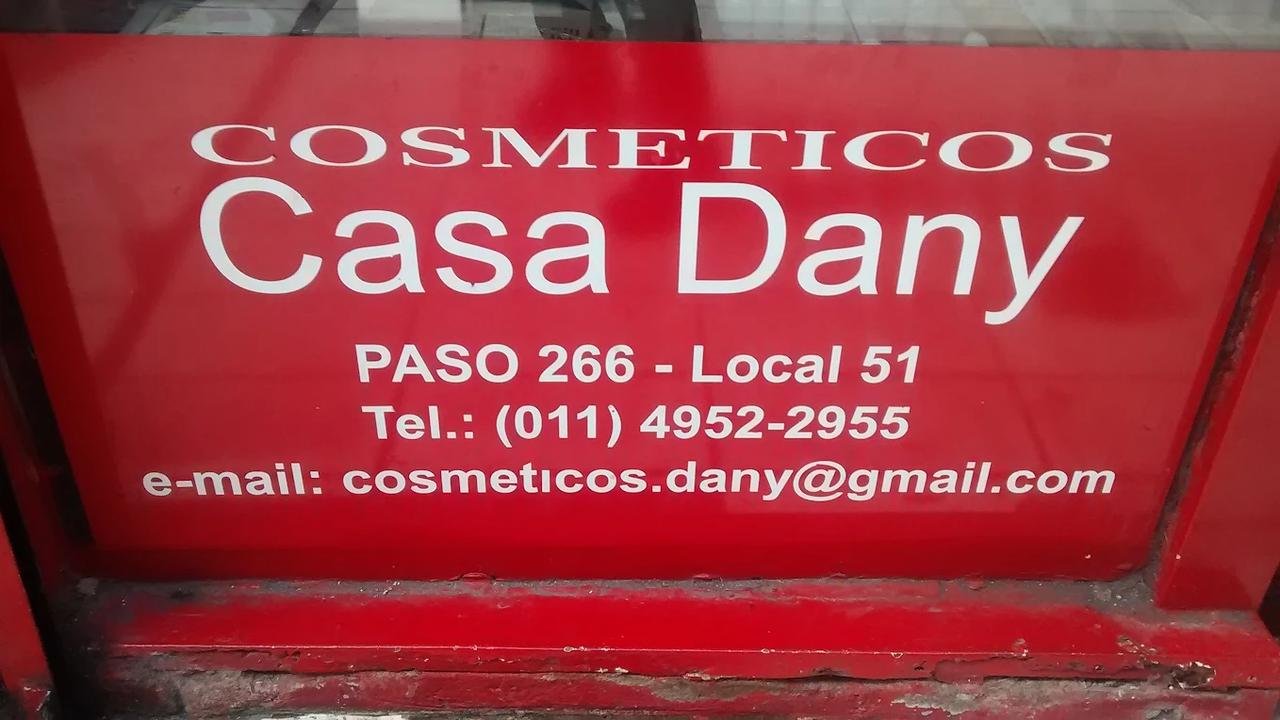 COSMETICOS
Casa Dany
PASO 266 - Local 51
Tel.: (011) 4952-2955
e-mail: cosmeticos.dany@gmail.com